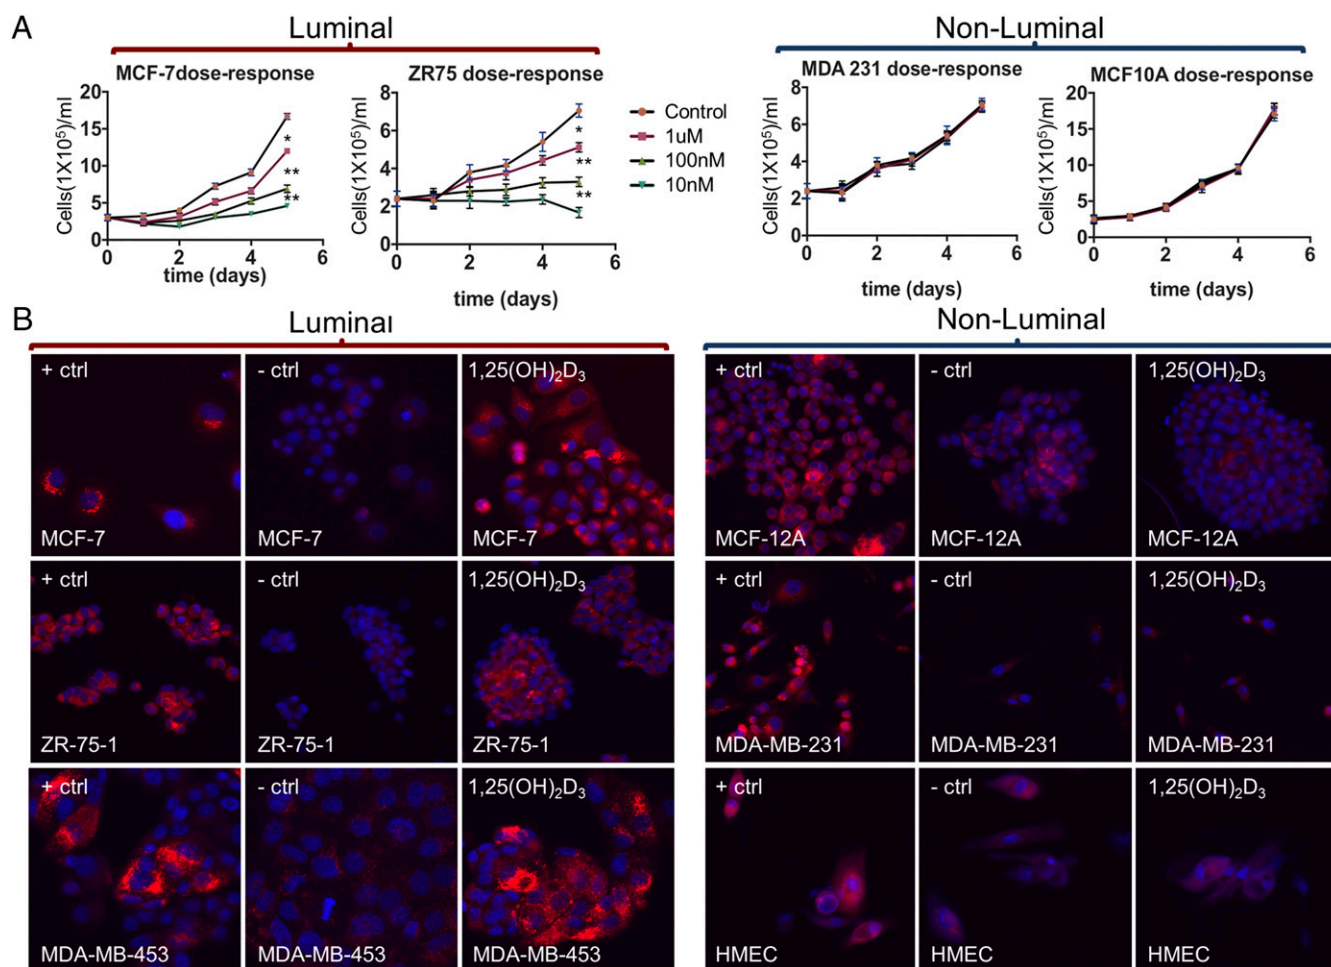 A
Luminal
Non-Luminal
MCF-7dose-response
ZR75 dose-response
MDA 231 dose-response
MCF10A dose-response
Cells(1X10⁵)/ml
20
15
10
5
0
0 2 4 6
time (days)
*
**
**
Cells(1X10⁵)/ml
8
6
4
2
0
0 2 4 6
time (days)
*
**
**
Control
1uM
100nM
10nM
Cells(1X10⁵)/ml
8
6
4
2
0
0 2 4 6
time (days)
Cells(1X10⁵)/ml
20
15
10
5
0
0 2 4 6
time (days)
B
Luminal
Non-Luminal
+ ctrl
MCF-7
- ctrl
MCF-7
1,25(OH)₂D₃
MCF-7
+ ctrl
MCF-12A
- ctrl
MCF-12A
1,25(OH)₂D₃
MCF-12A
+ ctrl
ZR-75-1
- ctrl
ZR-75-1
1,25(OH)₂D₃
ZR-75-1
+ ctrl
MDA-MB-231
- ctrl
MDA-MB-231
1,25(OH)₂D₃
MDA-MB-231
+ ctrl
MDA-MB-453
- ctrl
MDA-MB-453
1,25(OH)₂D₃
MDA-MB-453
+ ctrl
HMEC
- ctrl
HMEC
1,25(OH)₂D₃
HMEC